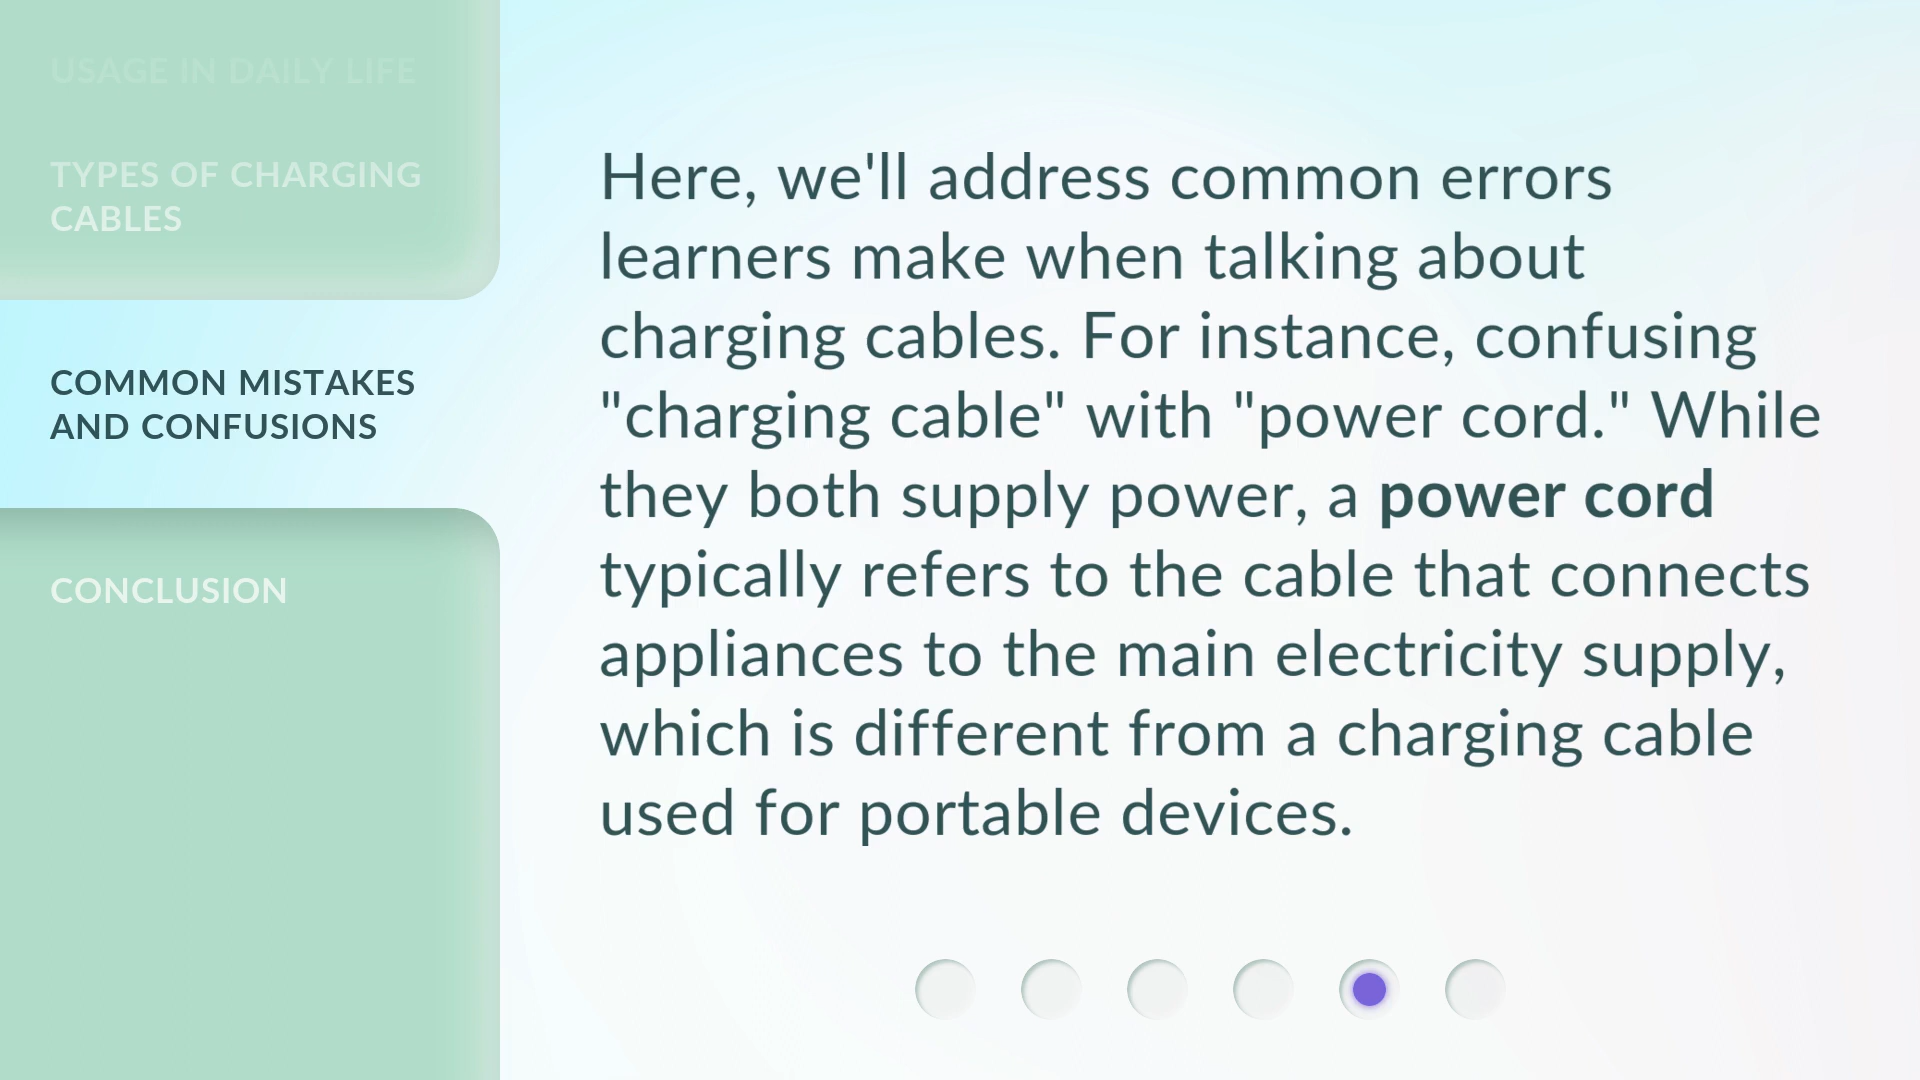 USAGE IN DAILY LIFE
TYPES OF CHARGING
CABLES
COMMON MISTAKES
AND CONFUSIONS
CONCLUSION
Here, we'll address common errors
learners make when talking about
charging cables. For instance, confusing
"charging cable" with "power cord." While
they both supply power, a power cord
typically refers to the cable that connects
appliances to the main electricity supply,
which is different from a charging cable
used for portable devices.